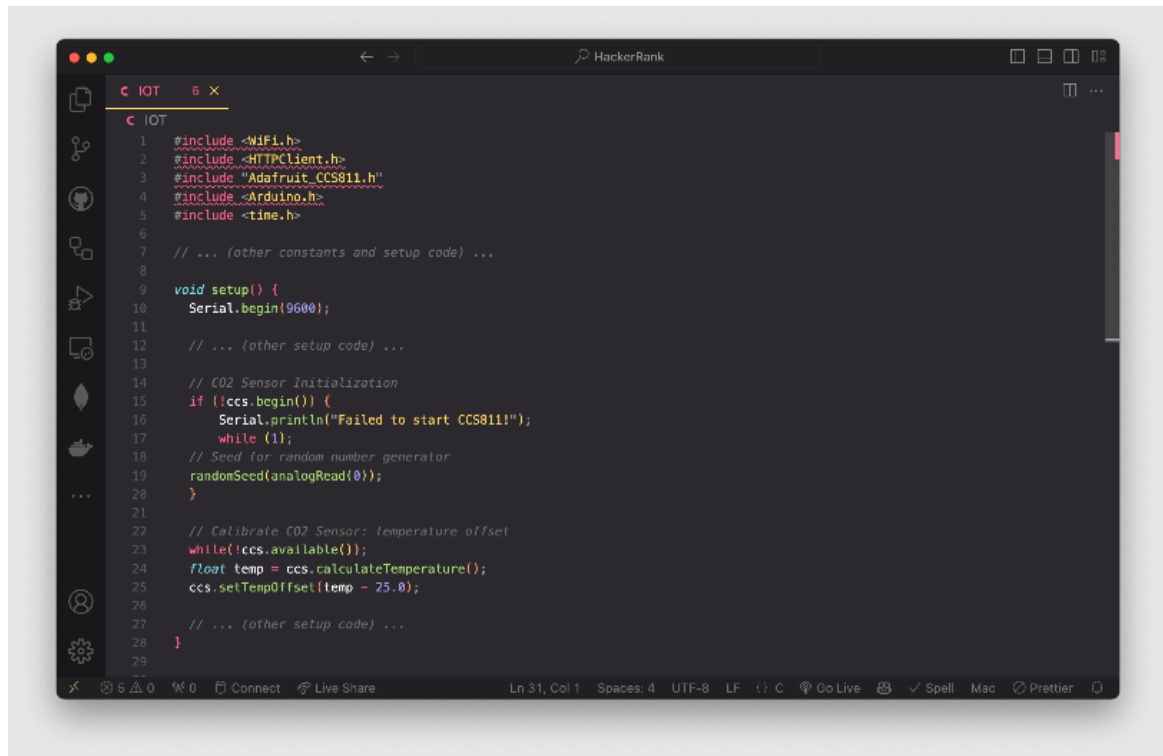 HackerRank
IOT 6
IOT
1 #include <WiFi.h>
2 #include <HTTPClient.h>
3 #include "Adafruit_CCS811.h"
4 #include <Arduino.h>
5 #include <time.h>
6
7 // ... (other constants and setup code) ...
8
9 void setup() {
10 Serial.begin(9600);
11
12 // ... (other setup code) ...
13
14 // CO2 Sensor Initialization
15 if (!ccs.begin()) {
16 Serial.println("Failed to start CCS811!");
17 while (1);
18 // Seed for random number generator
19 randomSeed(analogRead(0));
20 }
21
22 // Calibrate CO2 Sensor: temperature offset
23 while(!ccs.available());
24 float temp = ccs.calculateTemperature();
25 ccs.setTempOffset(temp - 25.0);
26
27 // ... (other setup code) ...
28 }
29
5 0 0 Connect Live Share Ln 31, Col 1 Spaces: 4 UTF-8 LF {} C Go Live Spell Mac Prettier